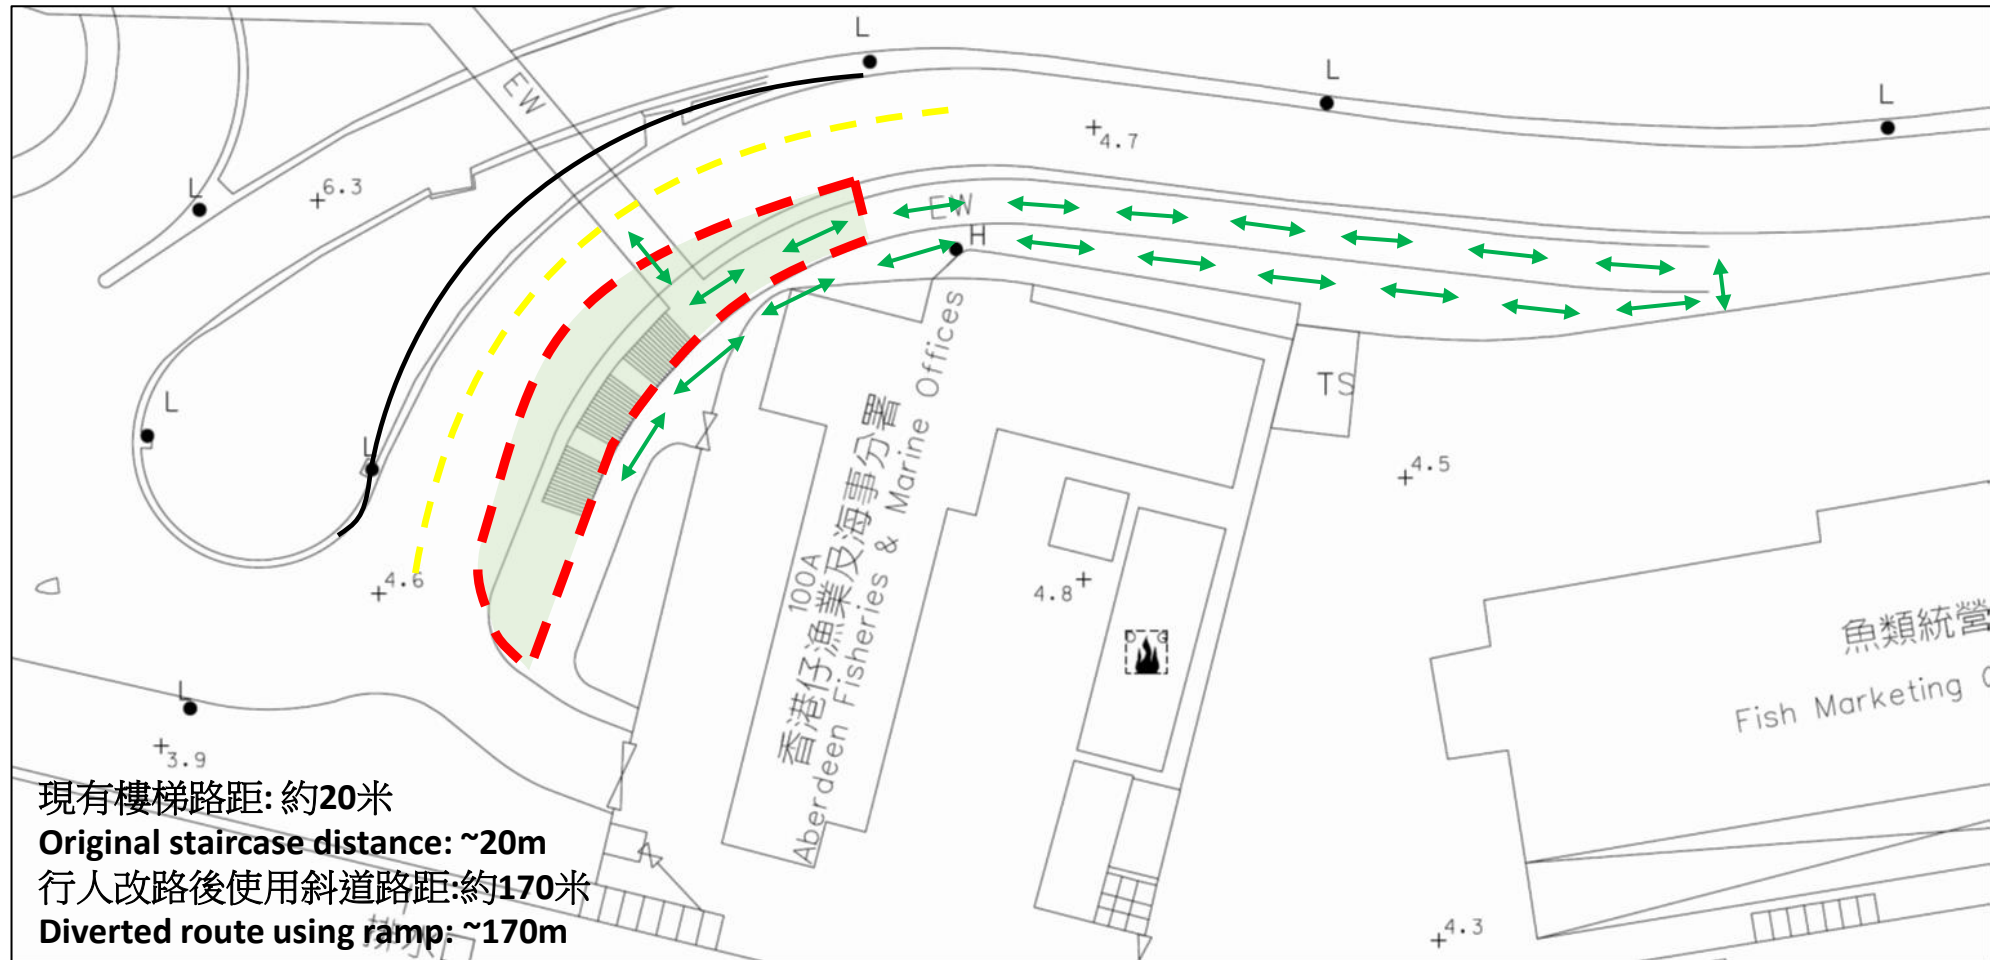 L
L
L
EW
4.7
L
6.3
EW
H
L
L
TS
4.5
4.6
4.8
100A
香港仔漁業及海事分署
Aberdeen Fisheries & Marine Offices
魚類統營
Fish Marketing
L
3.9
現有樓梯路距: 約20米
Original staircase distance: ~20m
行人改路後使用斜道路距:約170米
Diverted route using ramp: ~170m
4.3